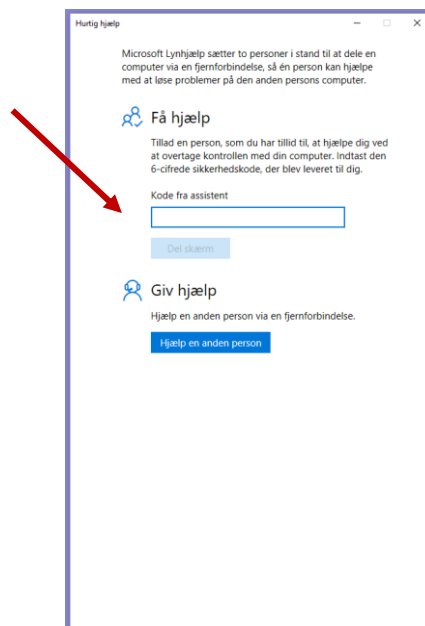 Hurtig hjælp
Microsoft Lynhjælp sætter to personer i stand til at dele en
computer via en fjernforbindelse, så én person kan hjælpe
med at løse problemer på den anden persons computer.
Få hjælp
Tillad en person, som du har tillid til, at hjælpe dig ved
at overtage kontrollen med din computer. Indtast den
6-cifrede sikkerhedskode, der blev leveret til dig.
Kode fra assistent
Del skærm
Giv hjælp
Hjælp en anden person via en fjernforbindelse.
Hjælp en anden person